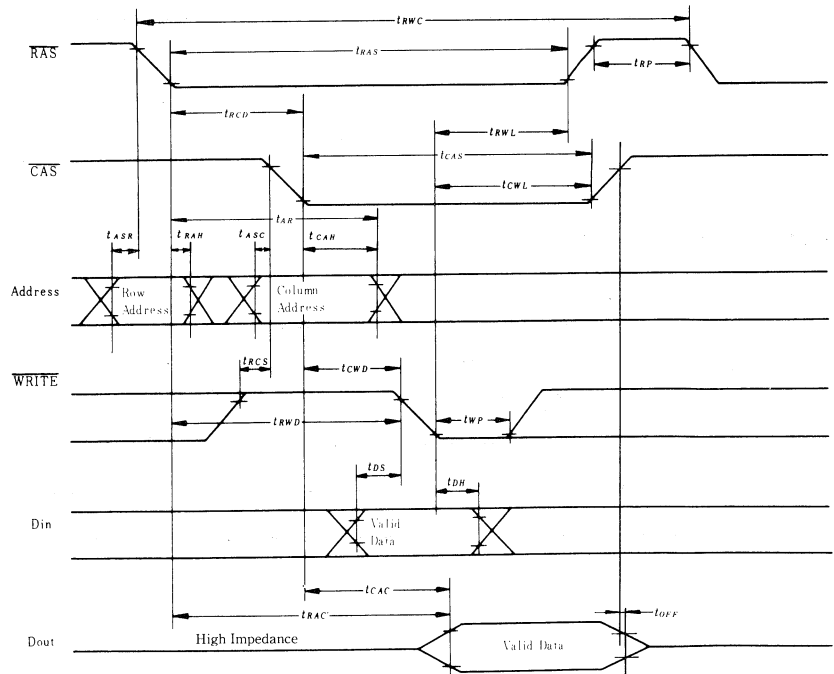 tRWC
RAS
tRAS
tRP
tRCD
tRWL
CAS
tCAS
tCWL
tAR
tASR
tRAH
tASC
tCAH
Address
Row
Address
Column
Address
tRCS
WRITE
tCWD
tRWD
tWP
tDS
tDH
Din
Valid
Data
tCAC
tRAC
tOFF
Dout
High Impedance
Valid Data